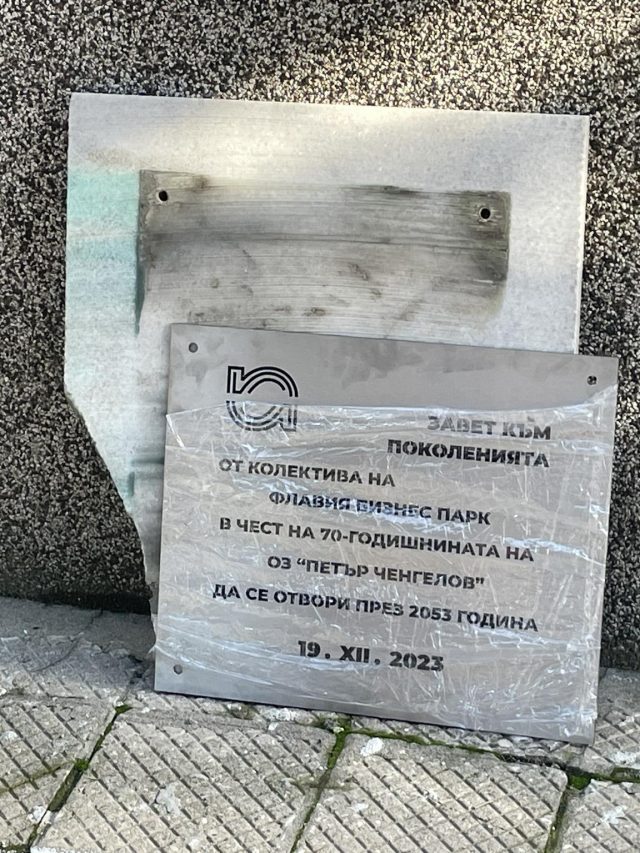 ЗАВЕТ КЪМ
ПОКОЛЕНИЯТА
ОТ КОЛЕКТИВА НА
ФЛАВИЯ БИЗНЕС ПАРК
В ЧЕСТ НА 70-ГОДИШНИНАТА НА
ОЗ "ПЕТЪР ЧЕНГЕЛОВ"
ДА СЕ ОТВОРИ ПРЕЗ 2053 ГОДИНА
19 . XII . 2023